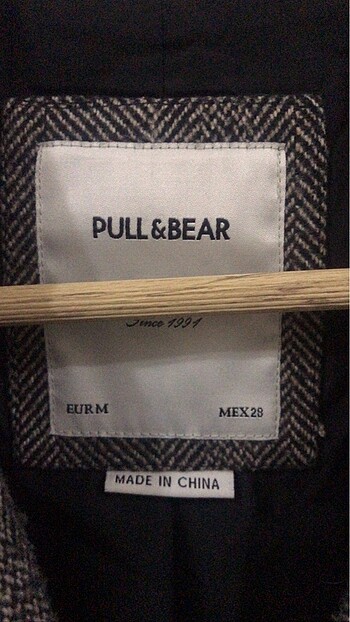 PULL&BEAR
Since 1991
EUR M
MEX 28
MADE IN CHINA